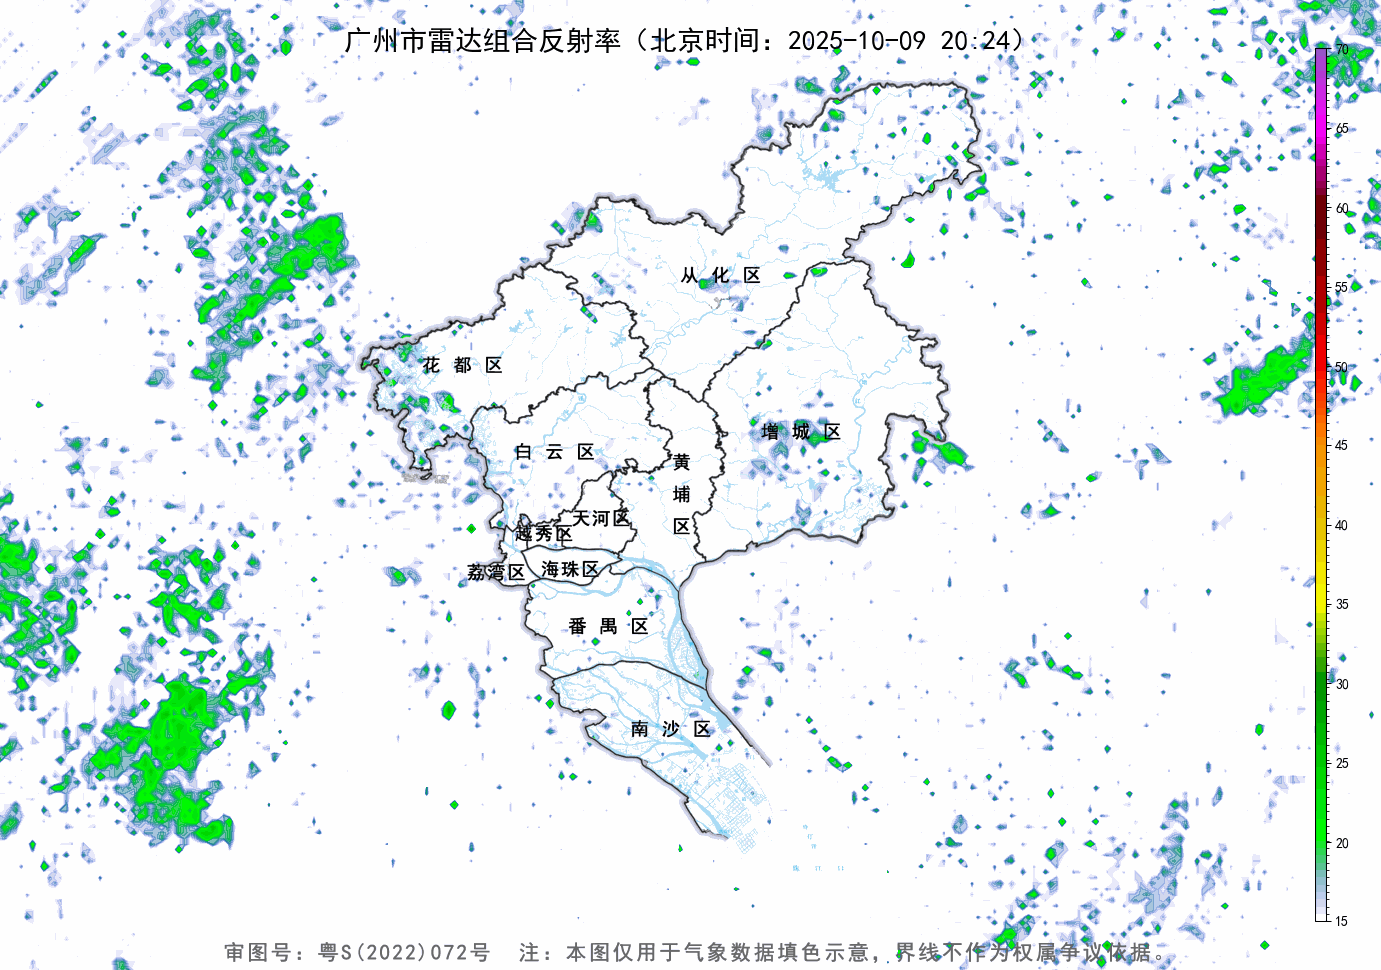 广州市雷达组合反射率（北京时间：2025-10-09 20:24）
70
65
60
55
50
45
40
35
30
25
20
15
从化区
花都区
增城区
白云区
黄埔区
天河区
越秀区
荔湾区
海珠区
番禺区
南沙区
审图号：粤S(2022)072号 注：本图仅用于气象数据填色示意，界线不作为权属争议依据。